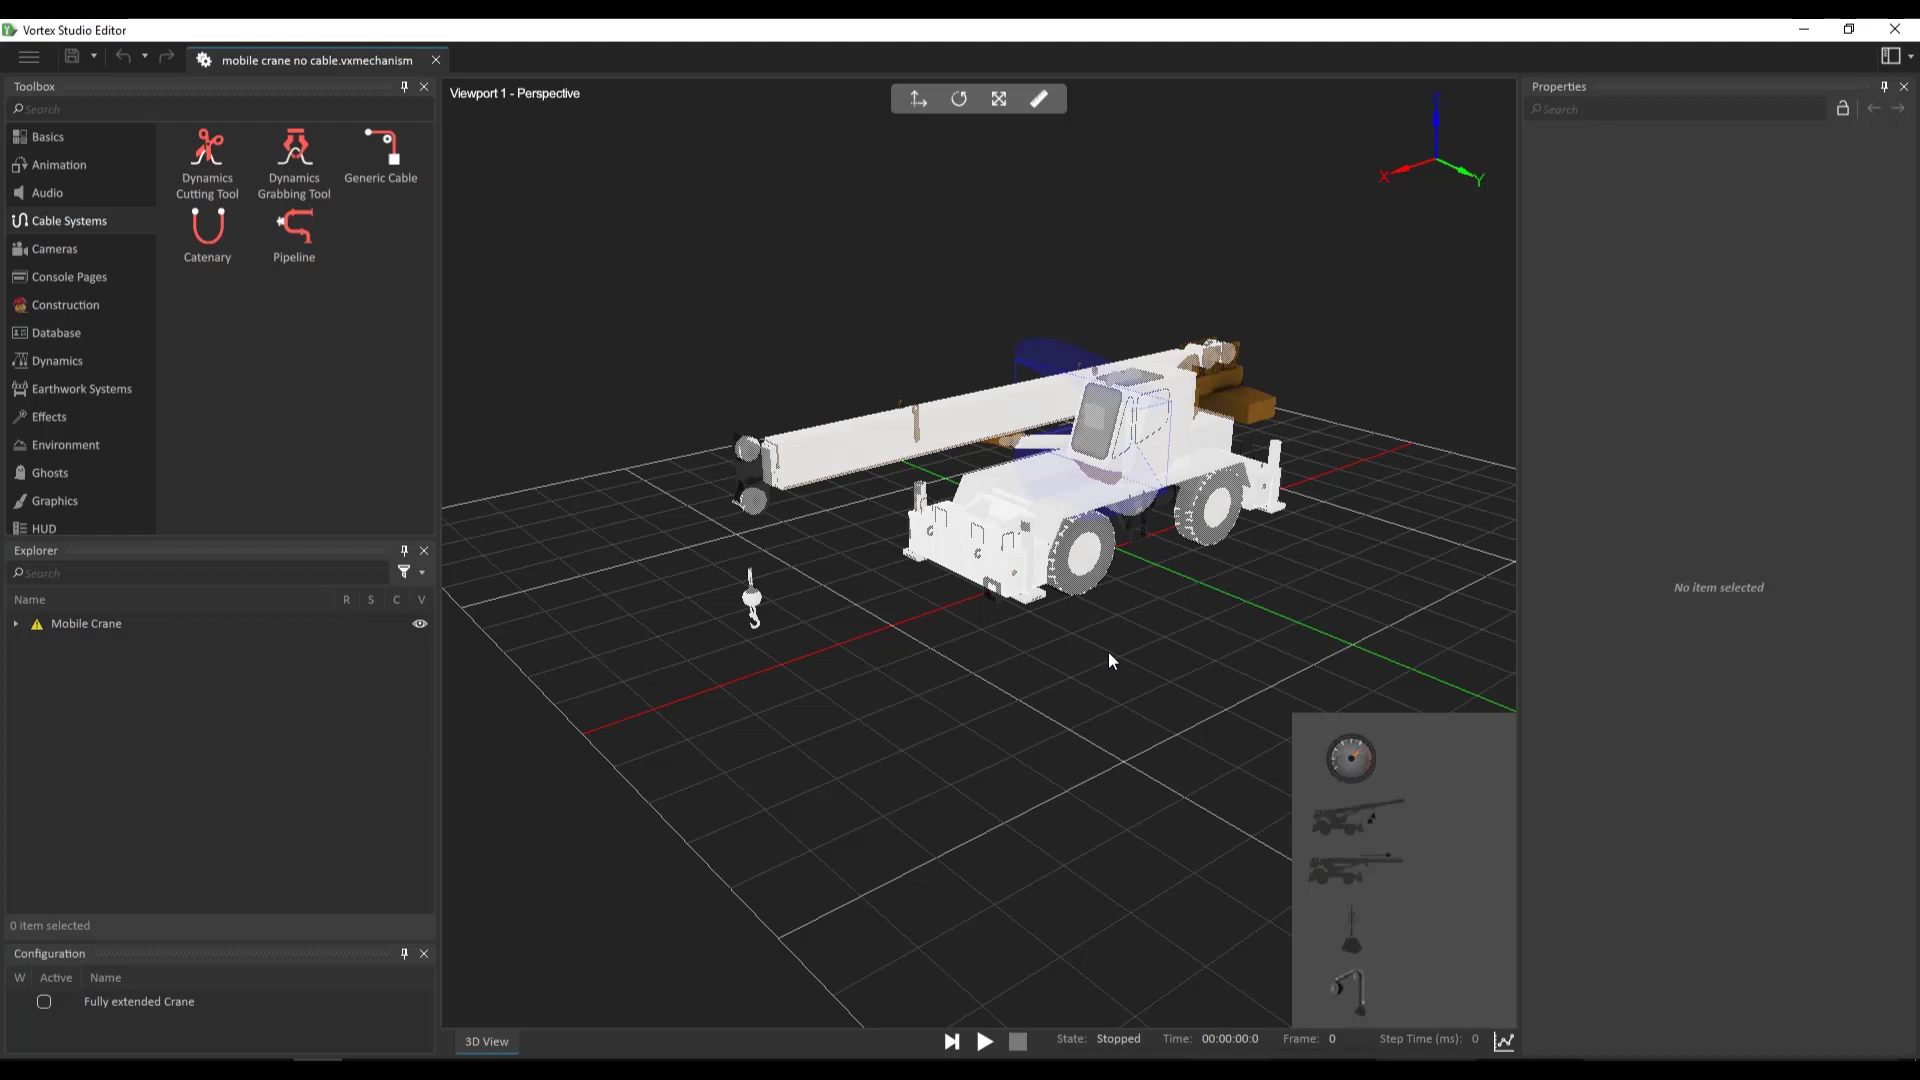 Vortex Studio Editor
mobile crane no cable.vxmechanism
Toolbox
Search
Basics
Animation
Audio
Cable Systems
Cameras
Console Pages
Construction
Database
Dynamics
Earthwork Systems
Effects
Environment
Ghosts
Graphics
HUD
Dynamics
Cutting Tool
Dynamics
Grabbing Tool
Generic Cable
Catenary
Pipeline
Explorer
Search
Name R S C V
Mobile Crane
0 item selected
Configuration
W Active Name
Fully extended Crane
Viewport 1 - Perspective
X
Y
3D View
State: Stopped Time: 00:00:00:0 Frame: 0 Step Time (ms): 0
Properties
Search
No item selected